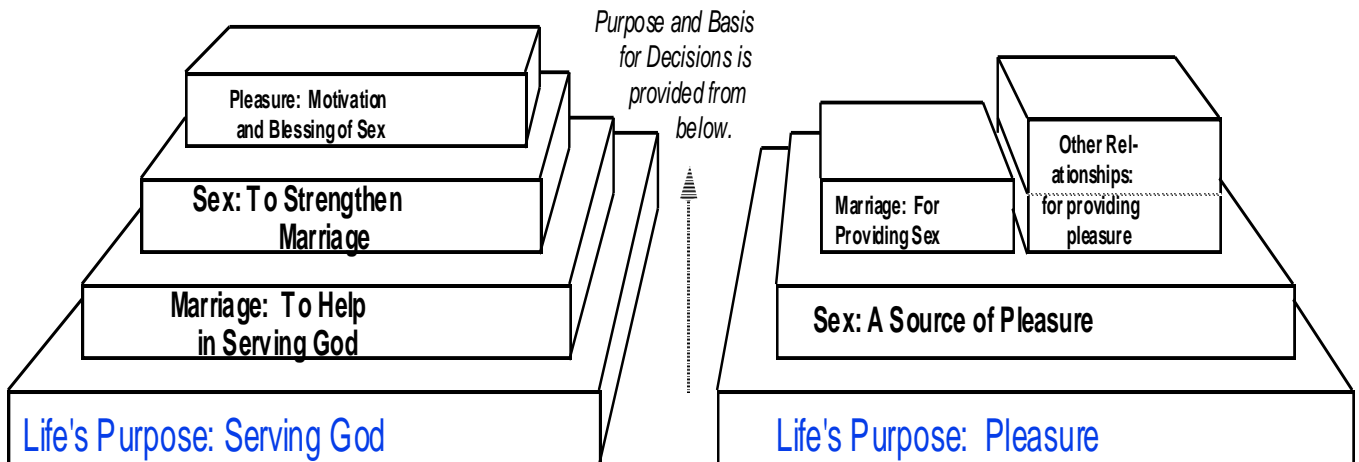 Pleasure: Motivation
and Blessing of Sex
Sex: To Strengthen
Marriage
Marriage: To Help
in Serving God
Life's Purpose: Serving God
Purpose and Basis
for Decisions is
provided from
below.
Marriage: For
Providing Sex
Other Rel-
ationships:
for providing
pleasure
Sex: A Source of Pleasure
Life's Purpose: Pleasure